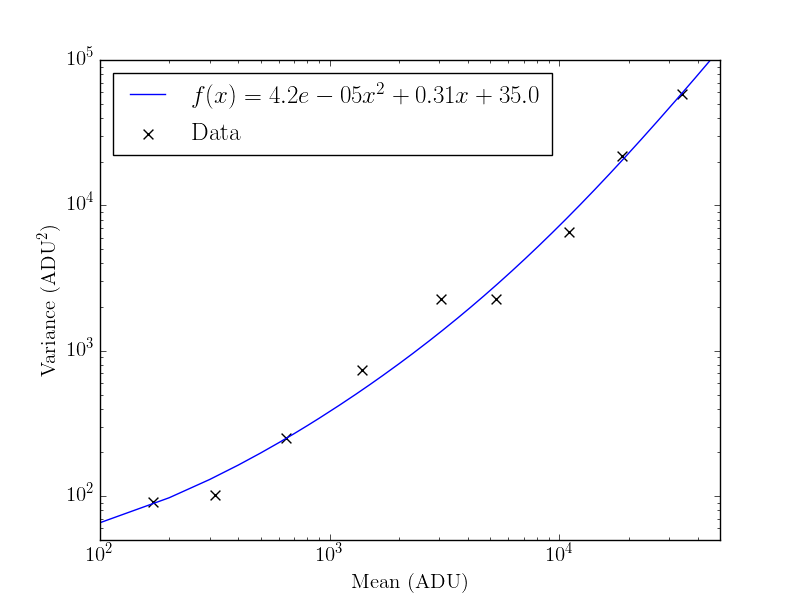 f(x) = 4.2e − 05x² + 0.31x + 35.0
Data
10⁵
10⁴
10³
10²
Variance (ADU²)
10² 10³ 10⁴
Mean (ADU)